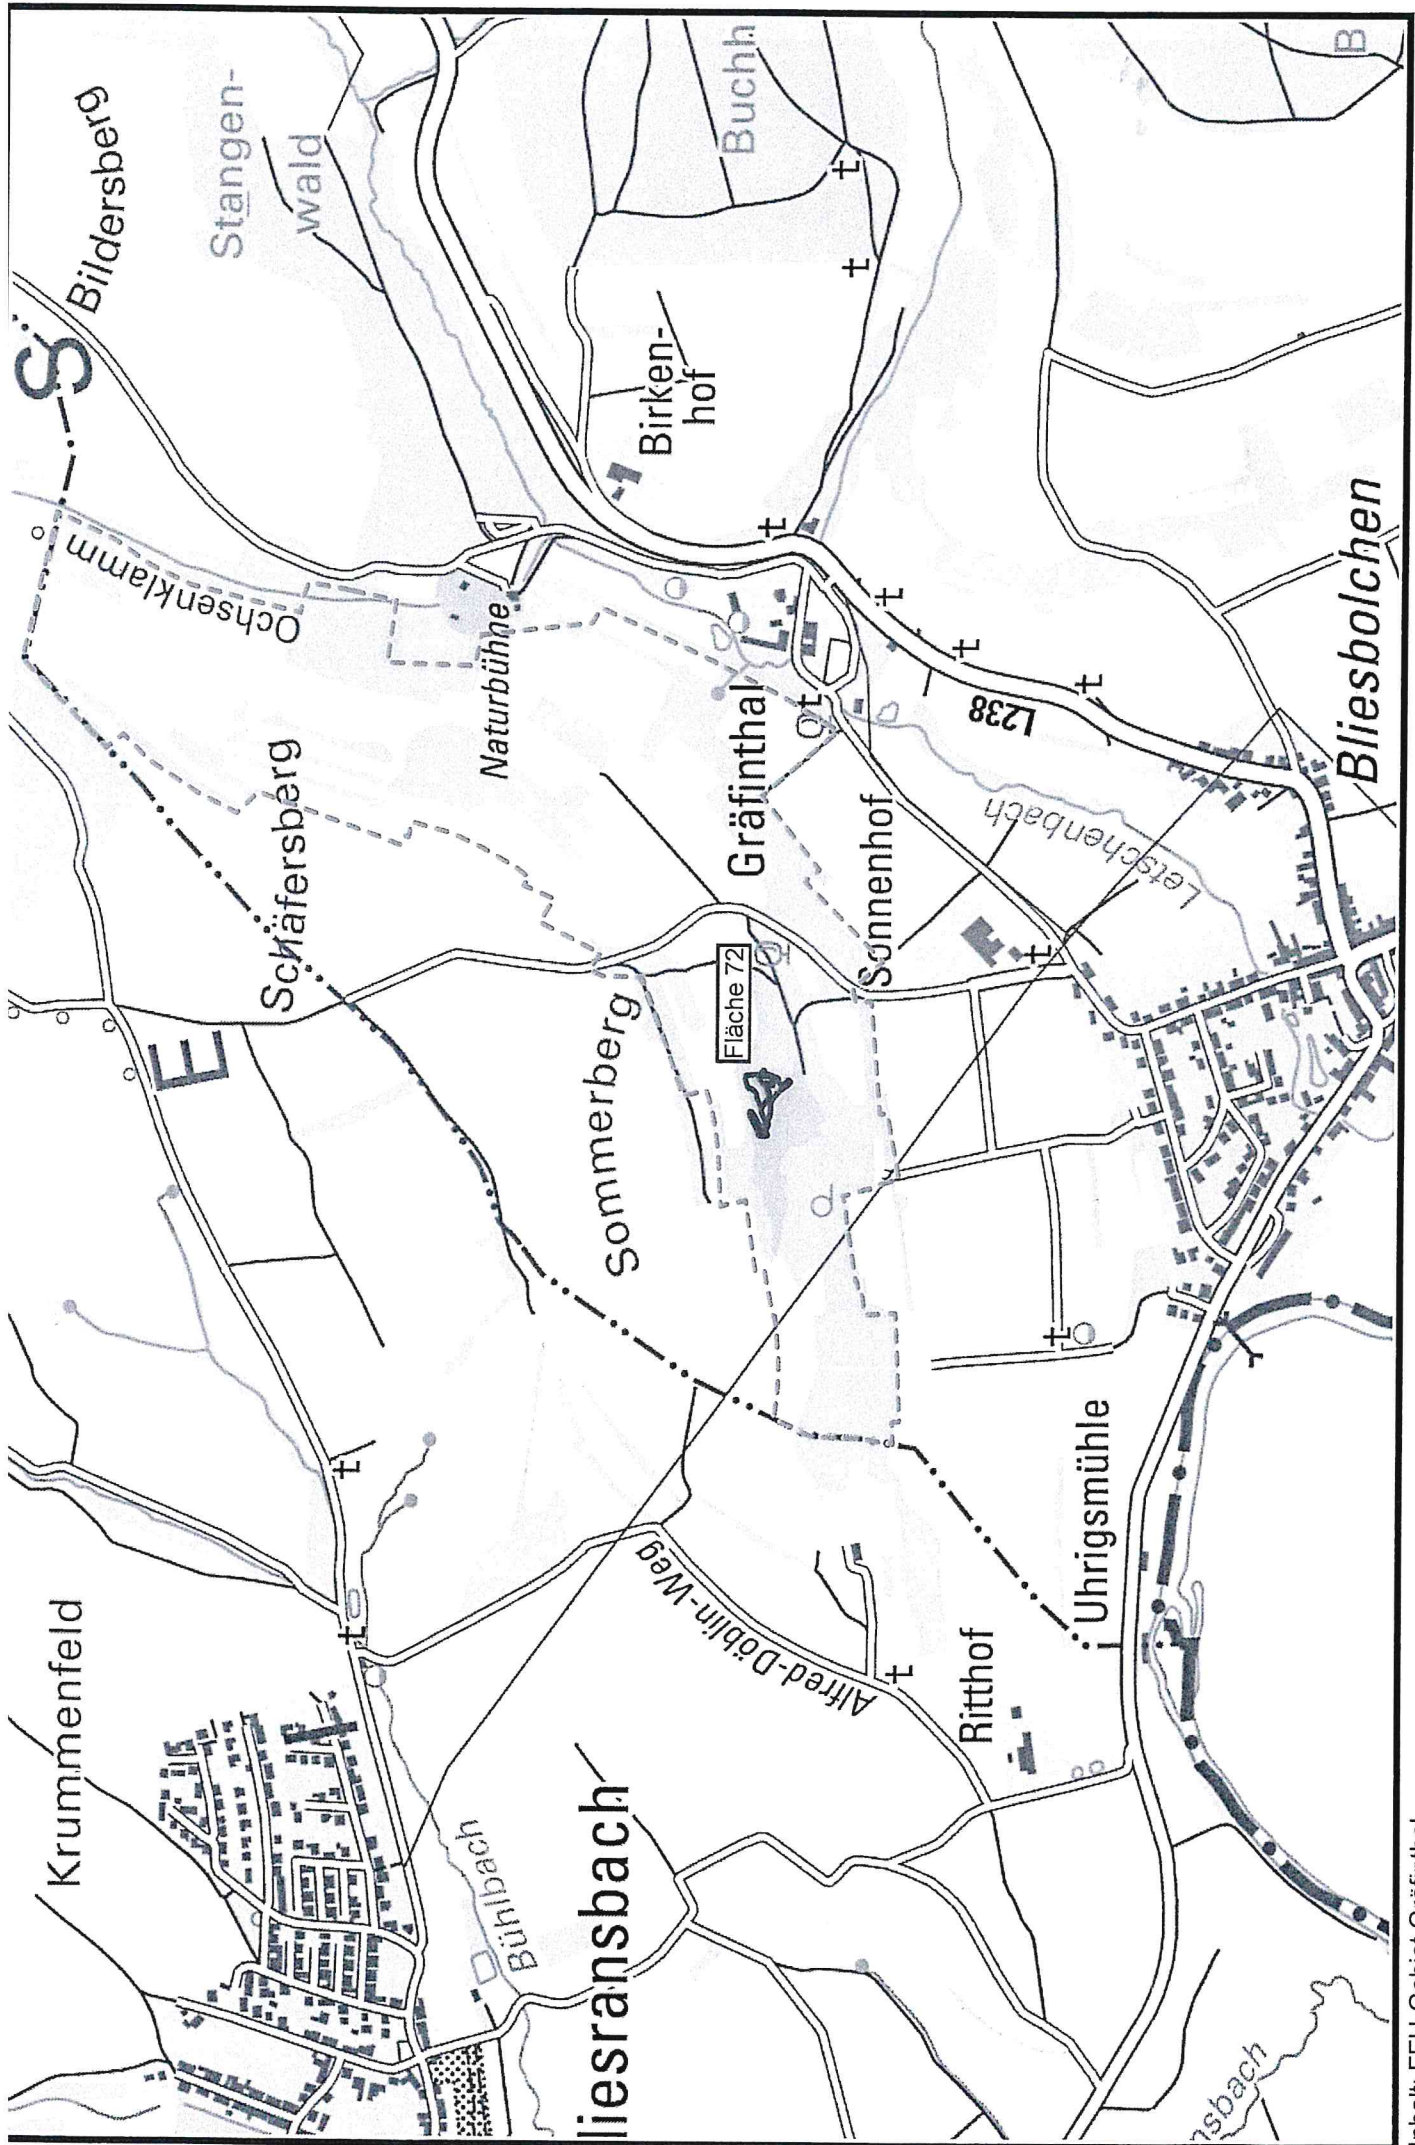 Krummenfeld
liesransbach
Bühlbach
Alfred-Döblin-Weg
Ritthof
Uhrigsmühle
E
Sommerberg
Schäfersberg
Fläche 72
Sonnenhof
Gräfinthal
Naturbühne
Ochsenklamm
S
Bildersberg
Stangen-
wald
Birken-
hof
Buchh
B
L238
Letschenbach
Bliesbolchen
nsbach